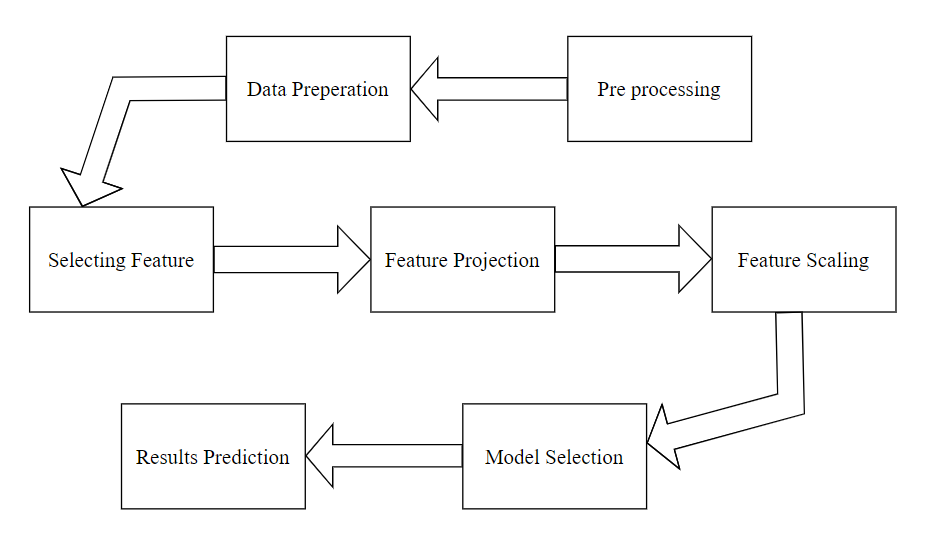 Data Preperation
Pre processing
Selecting Feature
Feature Projection
Feature Scaling
Results Prediction
Model Selection